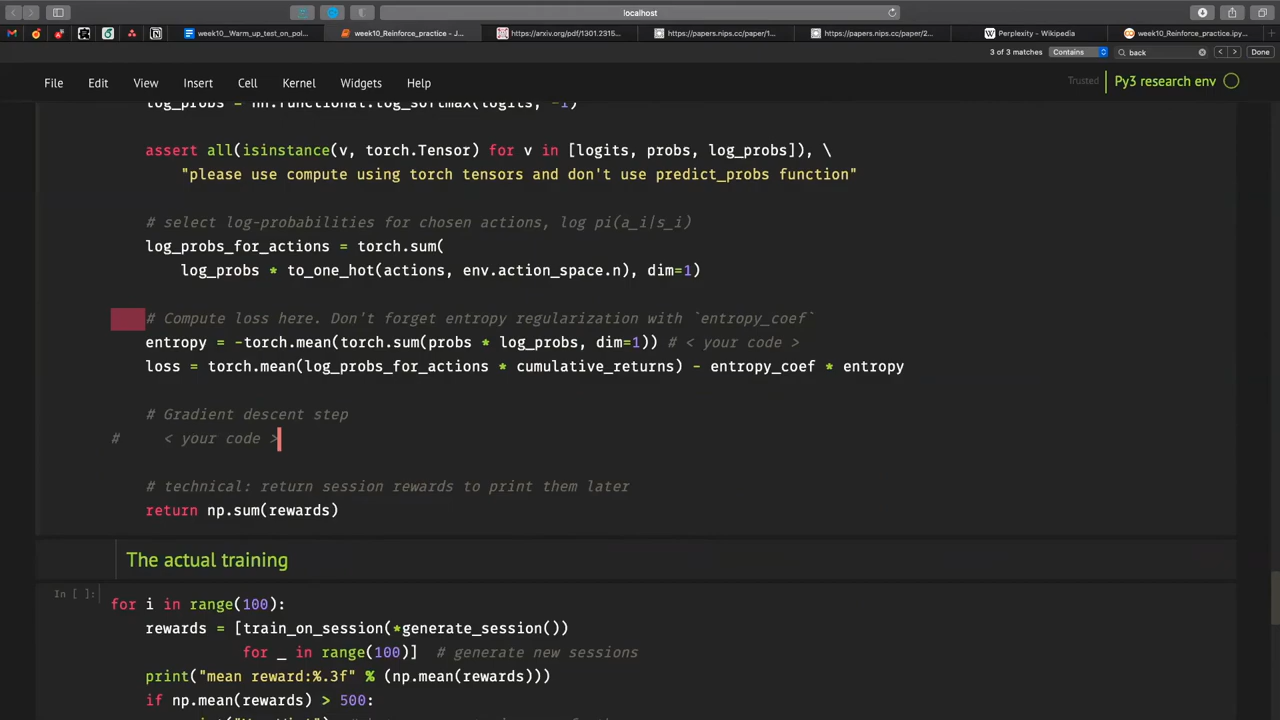 localhost
week10_Warm_up_test_on_pol...
week10_Reinforce_practice - J...
https://arxiv.org/pdf/1301.2315...
https://papers.nips.cc/paper/1...
https://papers.nips.cc/paper/2...
Perplexity - Wikipedia
week10_Reinforce_practice.ipy...
3 of 3 matches
Contains
back
Done
File Edit View Insert Cell Kernel Widgets Help
Trusted
Py3 research env
log_probs = nn.functional.log_softmax(logits, -1)
assert all(isinstance(v, torch.Tensor) for v in [logits, probs, log_probs]), \
"please use compute using torch tensors and don't use predict_probs function"
# select log-probabilities for chosen actions, log pi(a_i|s_i)
log_probs_for_actions = torch.sum(
log_probs * to_one_hot(actions, env.action_space.n), dim=1)
# Compute loss here. Don't forget entropy regularization with `entropy_coef`
entropy = -torch.mean(torch.sum(probs * log_probs, dim=1)) # < your code >
loss = torch.mean(log_probs_for_actions * cumulative_returns) - entropy_coef * entropy
# Gradient descent step
# < your code >
# technical: return session rewards to print them later
return np.sum(rewards)
The actual training
In [ ]:
for i in range(100):
rewards = [train_on_session(*generate_session())
for _ in range(100)] # generate new sessions
print("mean reward:%.3f" % (np.mean(rewards)))
if np.mean(rewards) > 500: